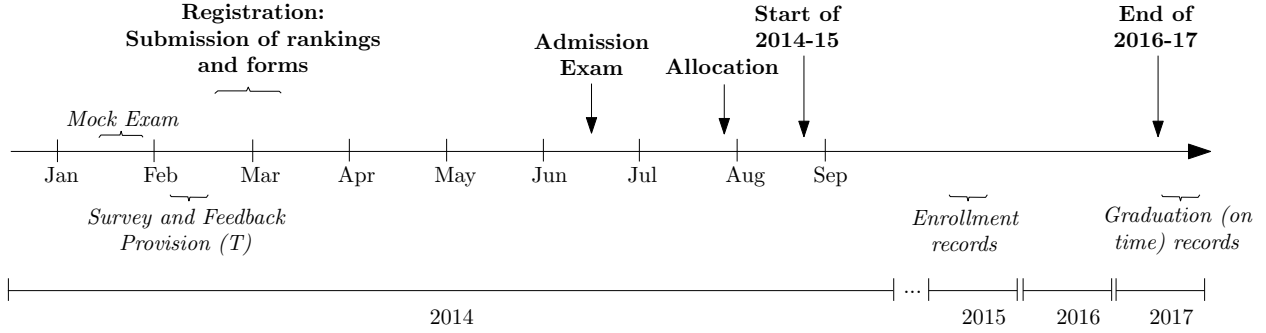 Registration:
Submission of rankings
and forms
Start of
2014-15
End of
2016-17
Admission
Exam
Allocation
Mock Exam
Jan
Feb
Mar
Apr
May
Jun
Jul
Aug
Sep
Survey and Feedback
Provision (T)
Enrollment
records
Graduation (on
time) records
...
2014
2015
2016
2017